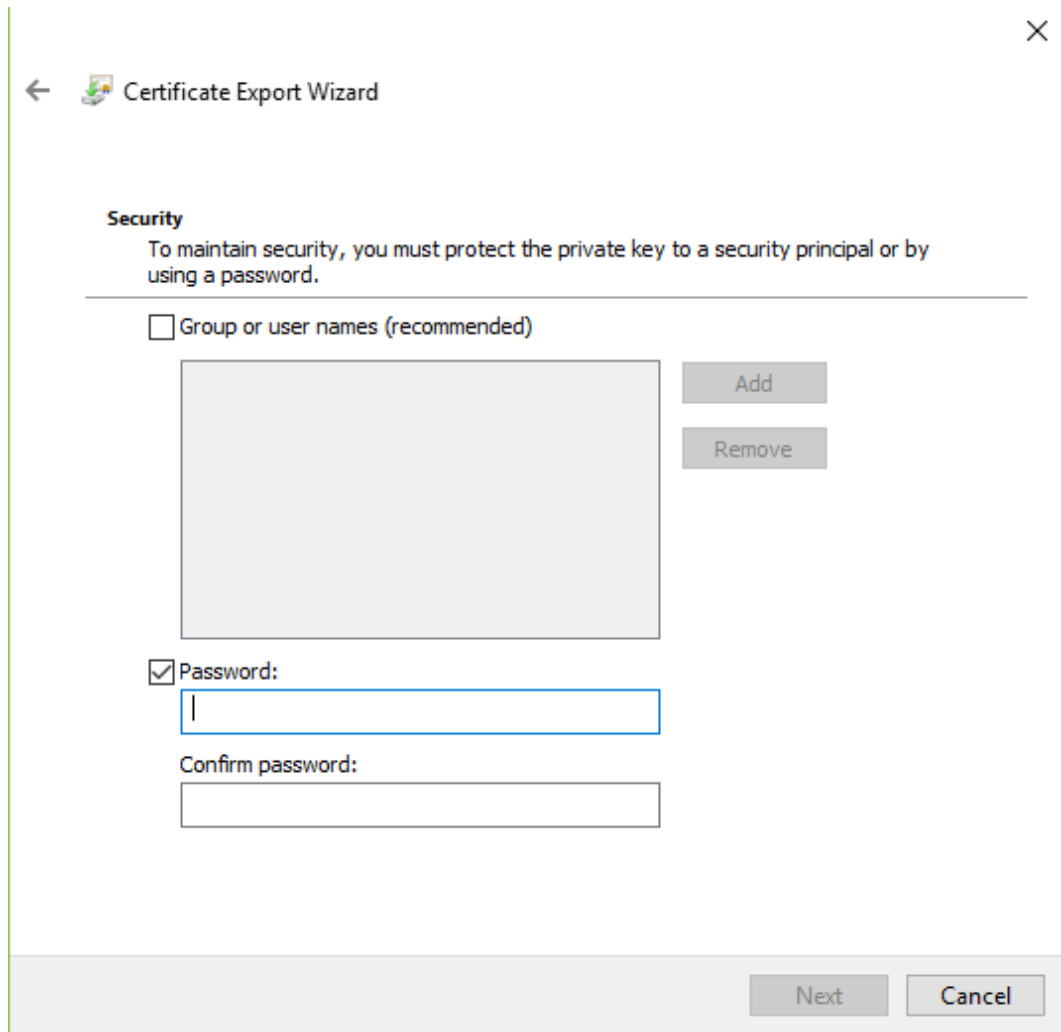 Certificate Export Wizard
Security
To maintain security, you must protect the private key to a security principal or by
using a password.
Group or user names (recommended)
Add
Remove
Password:
Confirm password:
Next
Cancel